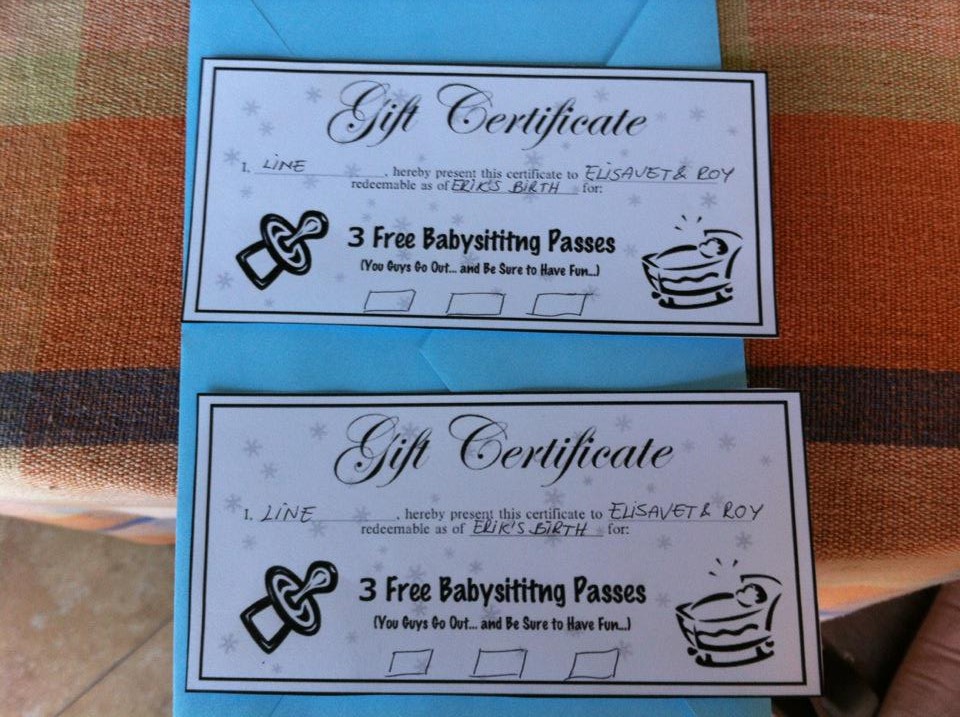 Gift Certificate
I, LINE, hereby present this certificate to ELISAVET & ROY
redeemable as of ERIK'S BIRTH for:
3 Free Babysititng Passes
(You Guys Go Out... and Be Sure to Have Fun...)
Gift Certificate
I, LINE, hereby present this certificate to ELISAVET & ROY
redeemable as of ERIK'S BIRTH for:
3 Free Babysititng Passes
(You Guys Go Out... and Be Sure to Have Fun...)